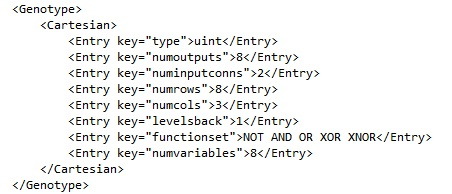 <Genotype>
<Cartesian>
<Entry key="type">uint</Entry>
<Entry key="numoutputs">8</Entry>
<Entry key="numinputconns">2</Entry>
<Entry key="numrows">8</Entry>
<Entry key="numcols">3</Entry>
<Entry key="levelsback">1</Entry>
<Entry key="functionset">NOT AND OR XOR XNOR</Entry>
<Entry key="numvariables">8</Entry>
</Cartesian>
</Genotype>